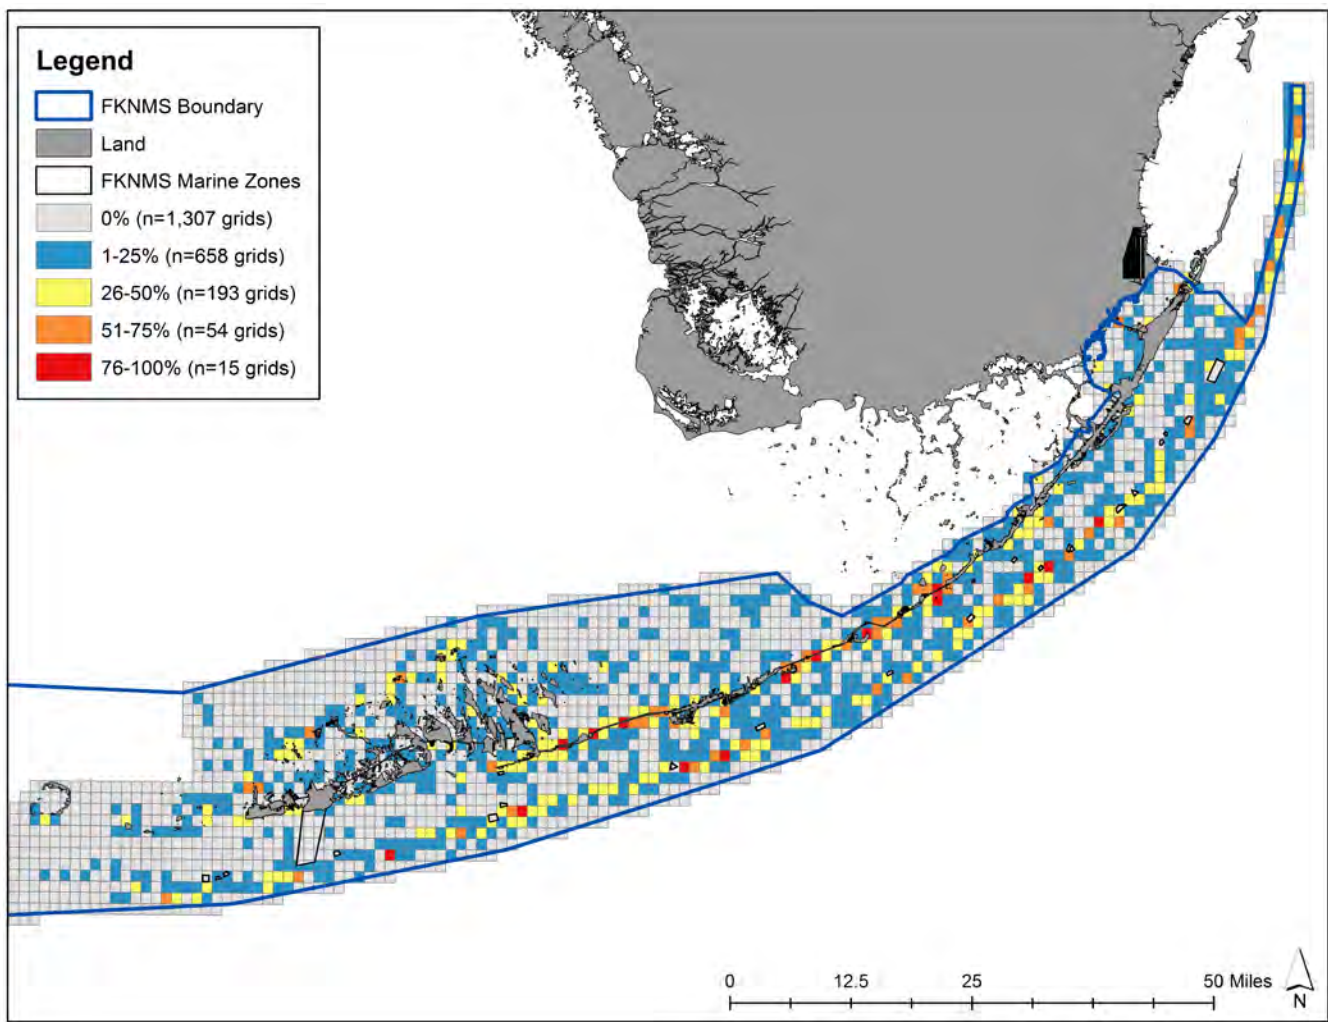 Legend
FKNMS Boundary
Land
FKNMS Marine Zones
0% (n=1,307 grids)
1-25% (n=658 grids)
26-50% (n=193 grids)
51-75% (n=54 grids)
76-100% (n=15 grids)
0 12.5 25 50 Miles
N